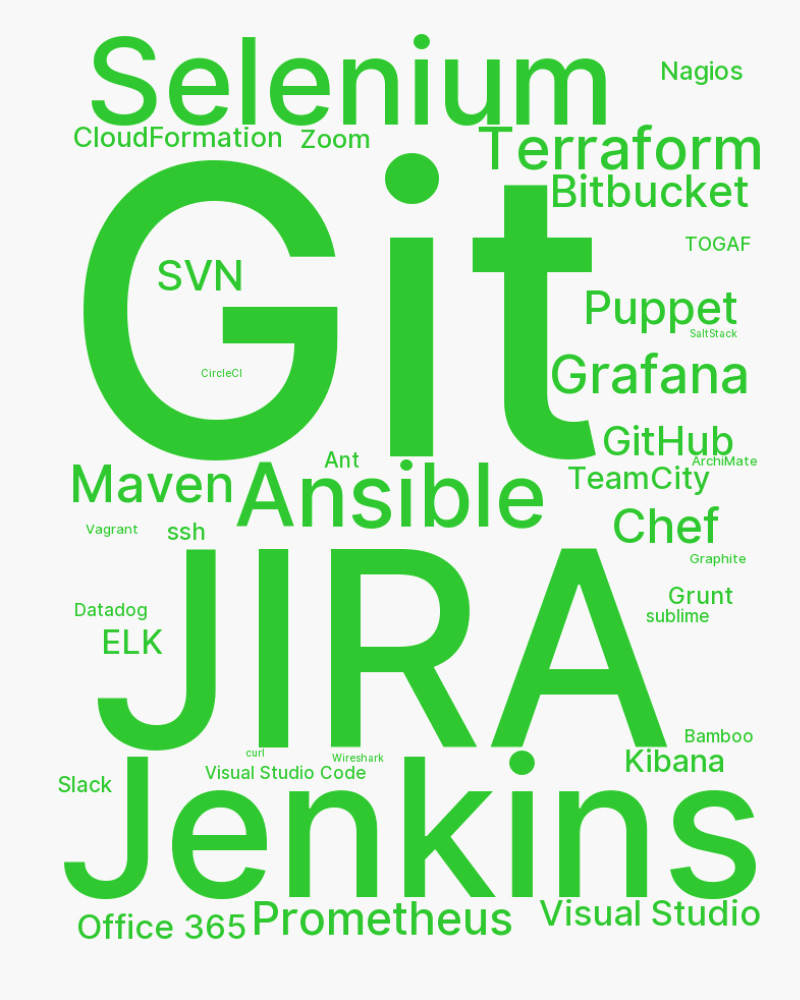 Selenium
Nagios
CloudFormation
Zoom
Terraform
Bitbucket
Git
TOGAF
SVN
Puppet
SaltStack
CircleCI
Grafana
GitHub
ArchiMate
Ant
TeamCity
Maven
Ansible
Chef
Vagrant
ssh
Graphite
JIRA
Grunt
Datadog
sublime
ELK
Bamboo
curl
Wireshark
Kibana
Visual Studio Code
Slack
Jenkins
Office 365
Prometheus
Visual Studio